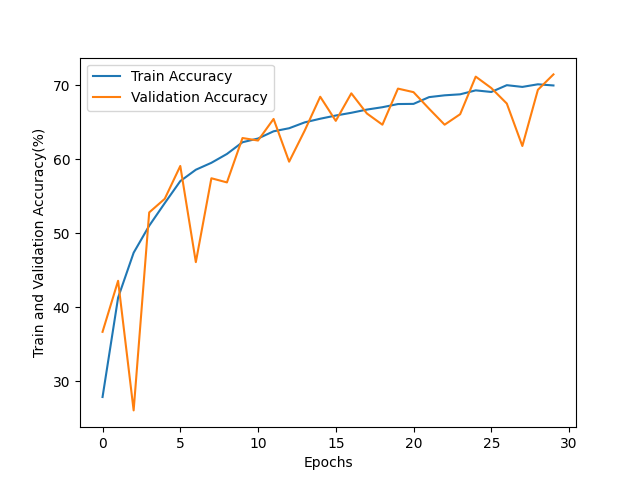 Train Accuracy
Validation Accuracy
Train and Validation Accuracy(%)
70
60
50
40
30
0 5 10 15 20 25 30
Epochs